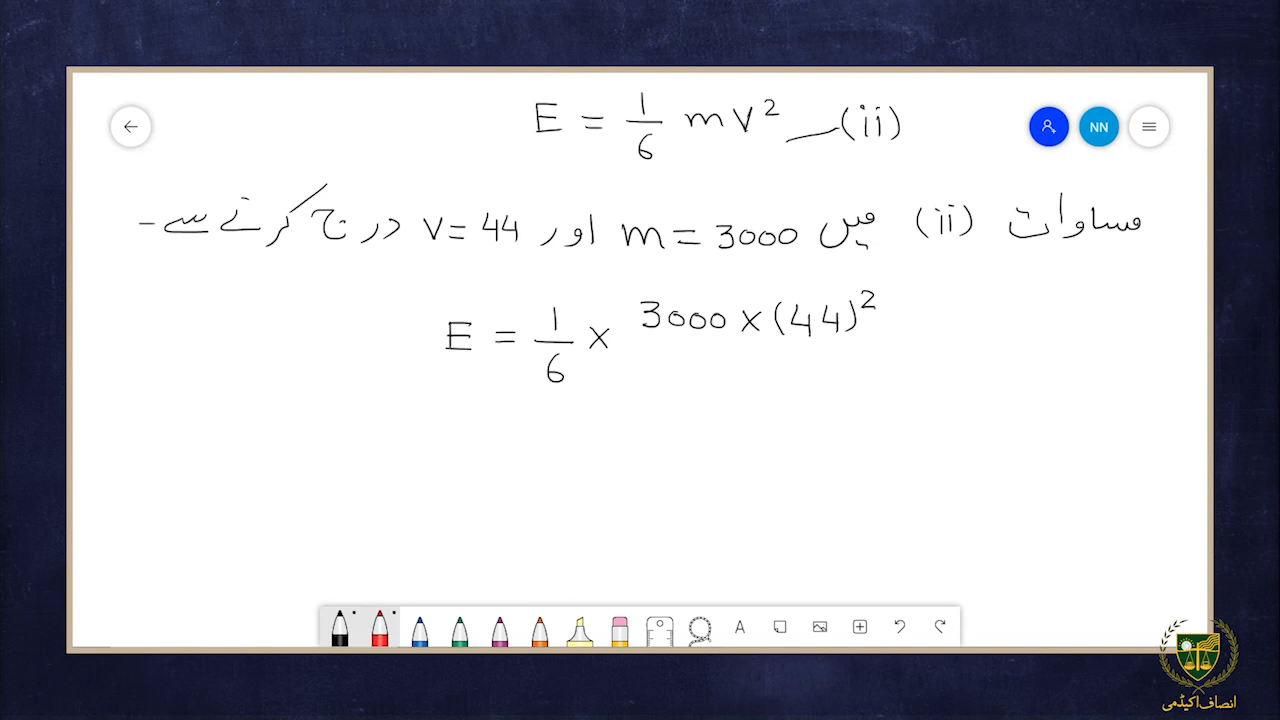 E = 1/6 mv² — (ii)
NN
مساوات (ii) میں m = 3000 اور v = 44 درج کرنے سے۔
E = 1/6 × 3000 × (44)²
A
انصاف اکیڈمی